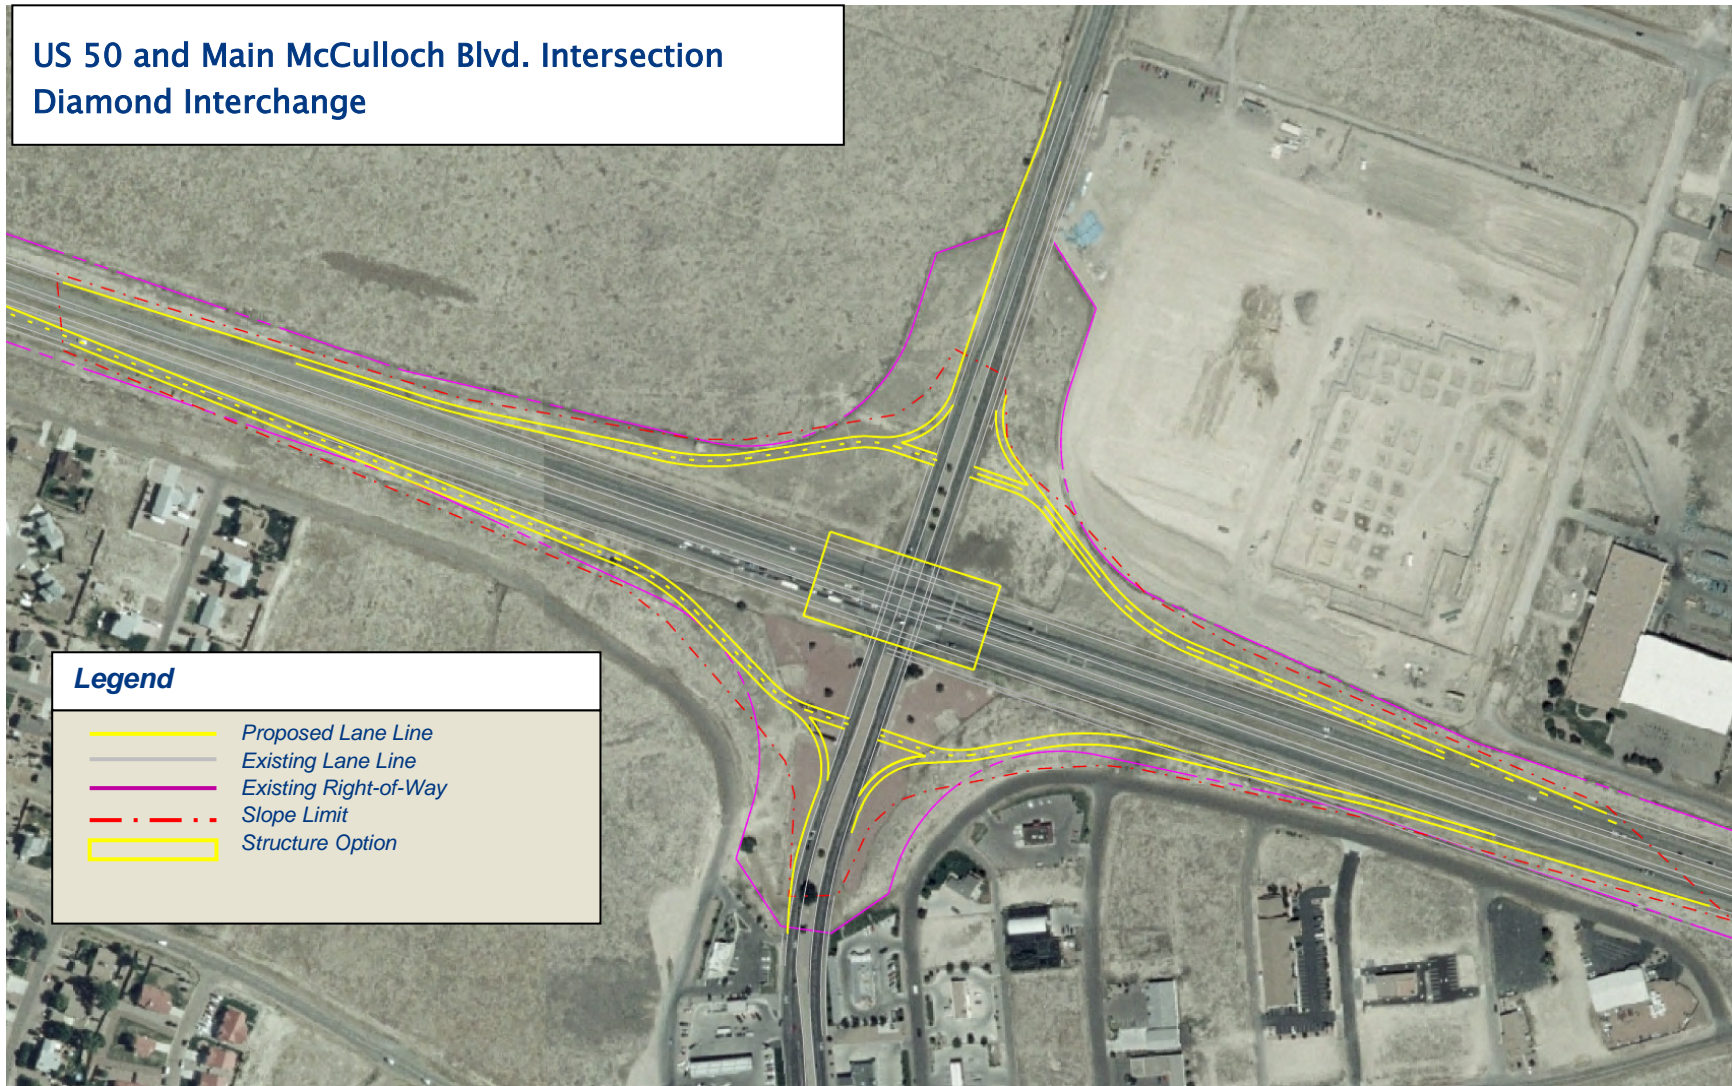 US 50 and Main McCulloch Blvd. Intersection
Diamond Interchange
Legend
Proposed Lane Line
Existing Lane Line
Existing Right-of-Way
Slope Limit
Structure Option